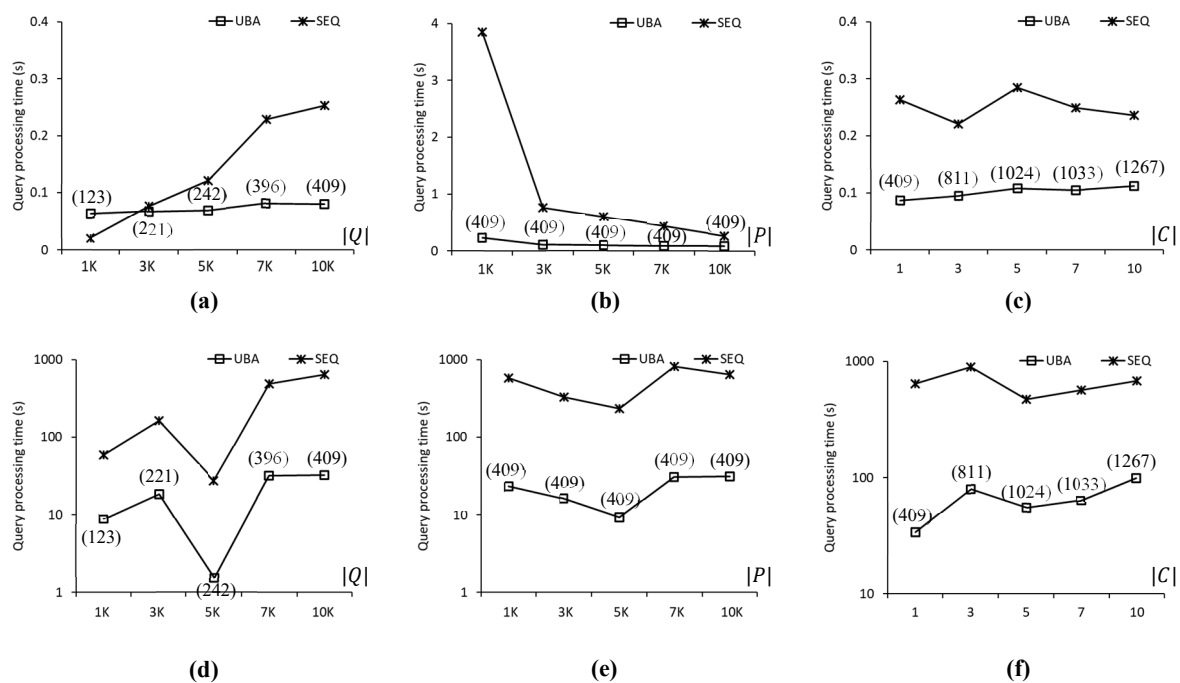 UBA SEQ
0.4
0.3
0.2
0.1
0
Query processing time (s)
(123)
(221)
(242)
(396)
(409)
|Q|
1K 3K 5K 7K 10K
(a)
UBA SEQ
4
3
2
1
0
Query processing time (s)
(409) (409) (409) (409) (409)
|P|
1K 3K 5K 7K 10K
(b)
UBA SEQ
0.4
0.3
0.2
0.1
0
Query processing time (s)
(409) (811) (1024) (1033) (1267)
|C|
1 3 5 7 10
(c)
UBA SEQ
1000
100
10
1
Query processing time (s)
(123)
(221)
(242)
(396)
(409)
|Q|
1K 3K 5K 7K 10K
(d)
UBA SEQ
1000
100
10
1
Query processing time (s)
(409) (409) (409) (409) (409)
|P|
1K 3K 5K 7K 10K
(e)
UBA SEQ
1000
100
10
Query processing time (s)
(409) (811) (1024) (1033) (1267)
|C|
1 3 5 7 10
(f)